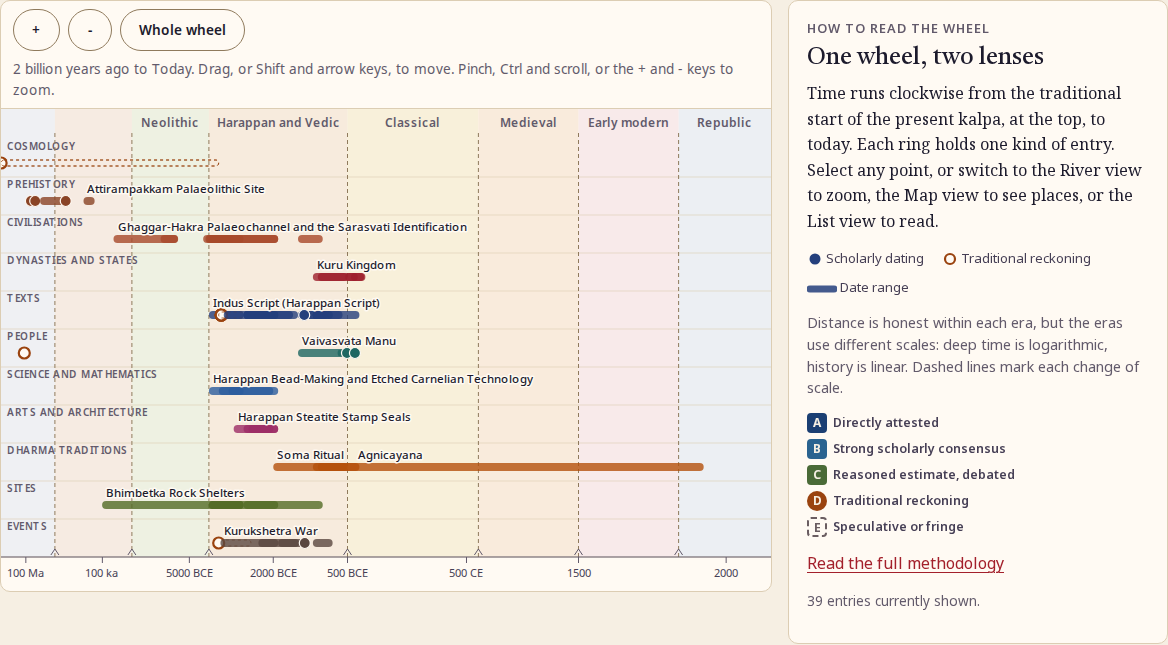 +
-
Whole wheel
2 billion years ago to Today. Drag, or Shift and arrow keys, to move. Pinch, Ctrl and scroll, or the + and - keys to
zoom.
Neolithic
Harappan and Vedic
Classical
Medieval
Early modern
Republic
COSMOLOGY
PREHISTORY
Attirampakkam Palaeolithic Site
CIVILISATIONS
Ghaggar-Hakra Palaeochannel and the Sarasvati Identification
DYNASTIES AND STATES
Kuru Kingdom
TEXTS
Indus Script (Harappan Script)
PEOPLE
Vaivasvata Manu
SCIENCE AND MATHEMATICS
Harappan Bead-Making and Etched Carnelian Technology
ARTS AND ARCHITECTURE
Harappan Steatite Stamp Seals
DHARMA TRADITIONS
Soma Ritual
Agnicayana
SITES
Bhimbetka Rock Shelters
EVENTS
Kurukshetra War
100 Ma
100 ka
5000 BCE
2000 BCE
500 BCE
500 CE
1500
2000
HOW TO READ THE WHEEL
One wheel, two lenses
Time runs clockwise from the traditional
start of the present kalpa, at the top, to
today. Each ring holds one kind of entry.
Select any point, or switch to the River view
to zoom, the Map view to see places, or the
List view to read.
Scholarly dating
Traditional reckoning
Date range
Distance is honest within each era, but the eras
use different scales: deep time is logarithmic,
history is linear. Dashed lines mark each change of
scale.
A Directly attested
B Strong scholarly consensus
C Reasoned estimate, debated
D Traditional reckoning
E Speculative or fringe
Read the full methodology
39 entries currently shown.